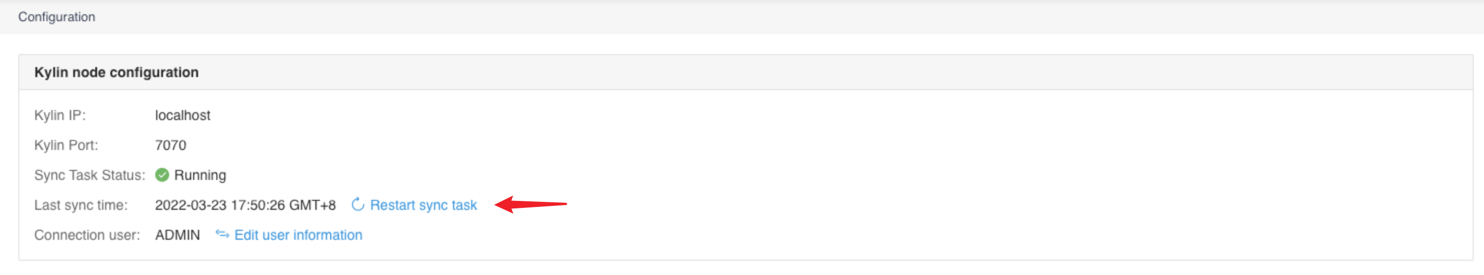 Configuration
Kylin node configuration
Kylin IP: localhost
Kylin Port: 7070
Sync Task Status: Running
Last sync time: 2022-03-23 17:50:26 GMT+8 Restart sync task
Connection user: ADMIN Edit user information